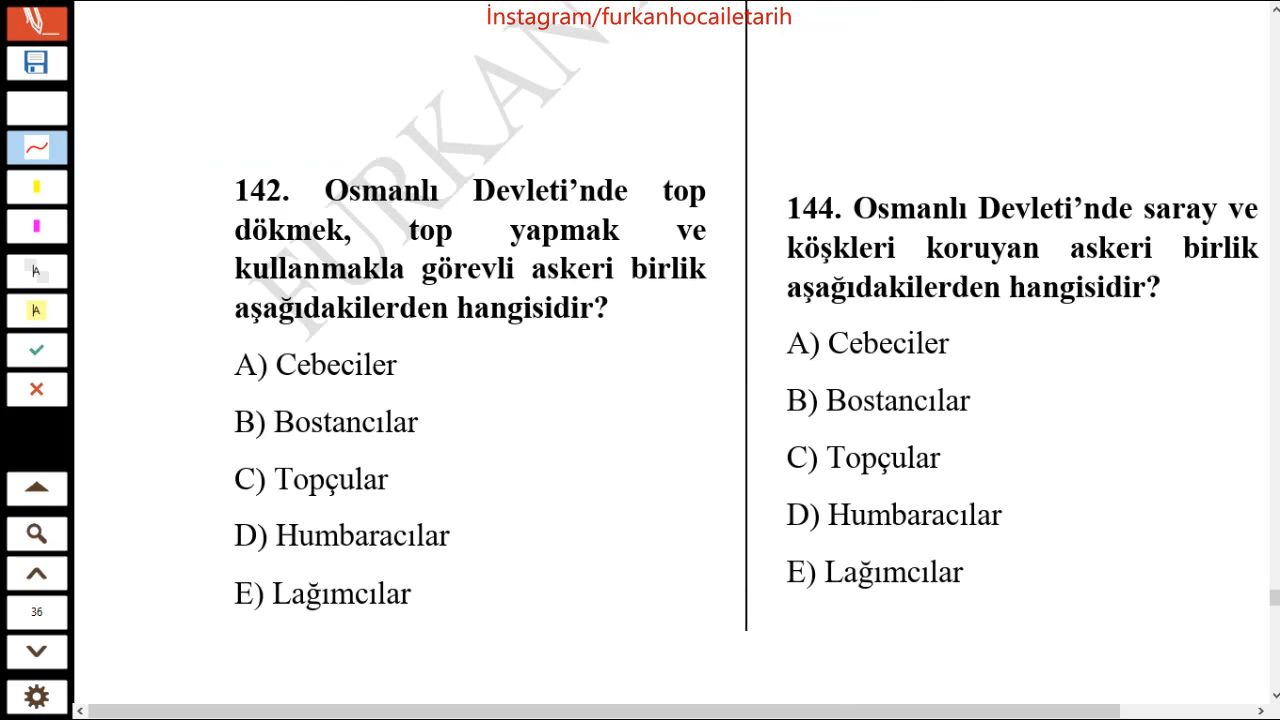 İnstagram/furkanhocailetarih
FURKAN
142. Osmanlı Devleti’nde top
dökmek, top yapmak ve
kullanmakla görevli askeri birlik
aşağıdakilerden hangisidir?
A) Cebeciler
B) Bostancılar
C) Topçular
D) Humbaracılar
E) Lağımcılar
144. Osmanlı Devleti’nde saray ve
köşkleri koruyan askeri birlik
aşağıdakilerden hangisidir?
A) Cebeciler
B) Bostancılar
C) Topçular
D) Humbaracılar
E) Lağımcılar
36